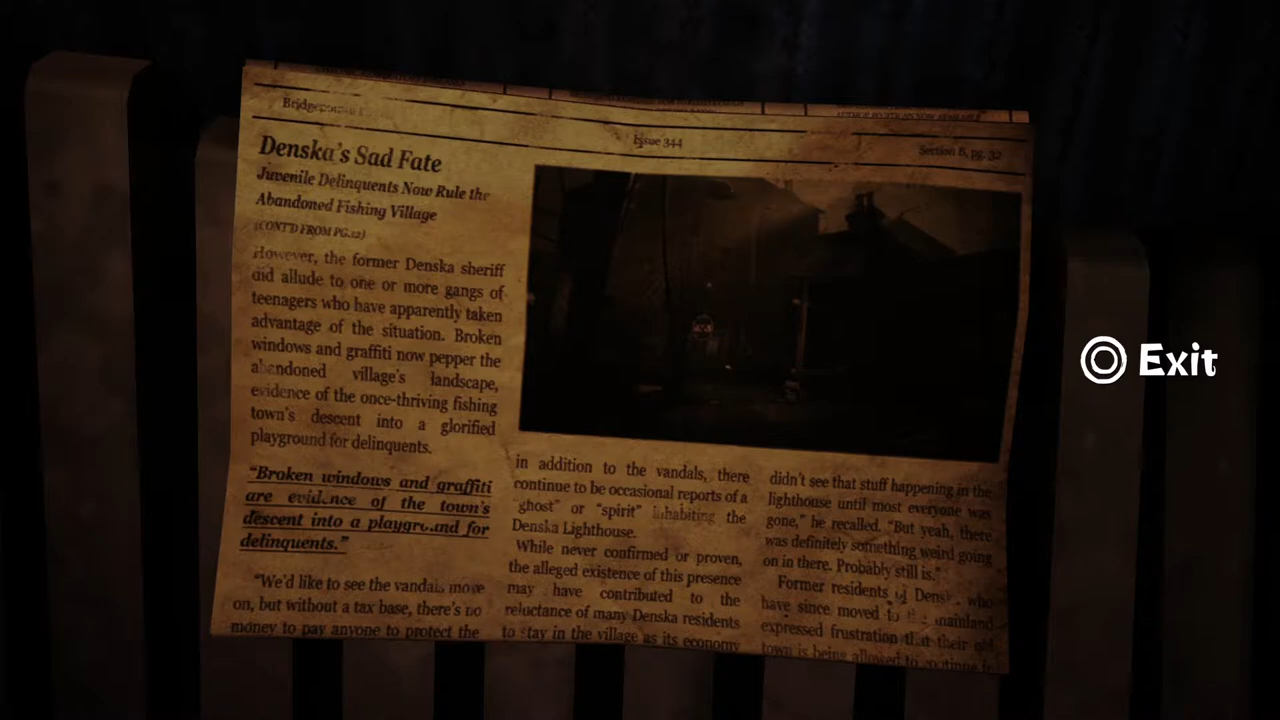 Issue 344
Section B, pg. 32
Denska's Sad Fate
Juvenile Delinquents Now Rule the
Abandoned Fishing Village
(CONT'D FROM PG.12)
However, the former Denska sheriff
did allude to one or more gangs of
teenagers who have apparently taken
advantage of the situation. Broken
windows and graffiti now pepper the
abandoned village's landscape,
evidence of the once-thriving fishing
town's descent into a glorified
playground for delinquents.
"Broken windows and graffiti
are evidence of the town's
descent into a playground for
delinquents."
"We'd like to see the vandals move
on, but without a tax base, there's no
money to pay anyone to protect the
in addition to the vandals, there
continue to be occasional reports of a
"ghost" or "spirit" inhabiting the
Denska Lighthouse.
While never confirmed or proven,
the alleged existence of this presence
may have contributed to the
reluctance of many Denska residents
to stay in the village as its economy
didn't see that stuff happening in the
lighthouse until most everyone was
gone," he recalled. "But yeah, there
was definitely something weird going
on in there. Probably still is."
Former residents of Denska who
have since moved to the mainland
expressed frustration that their old
town is being allowed to continue
Exit